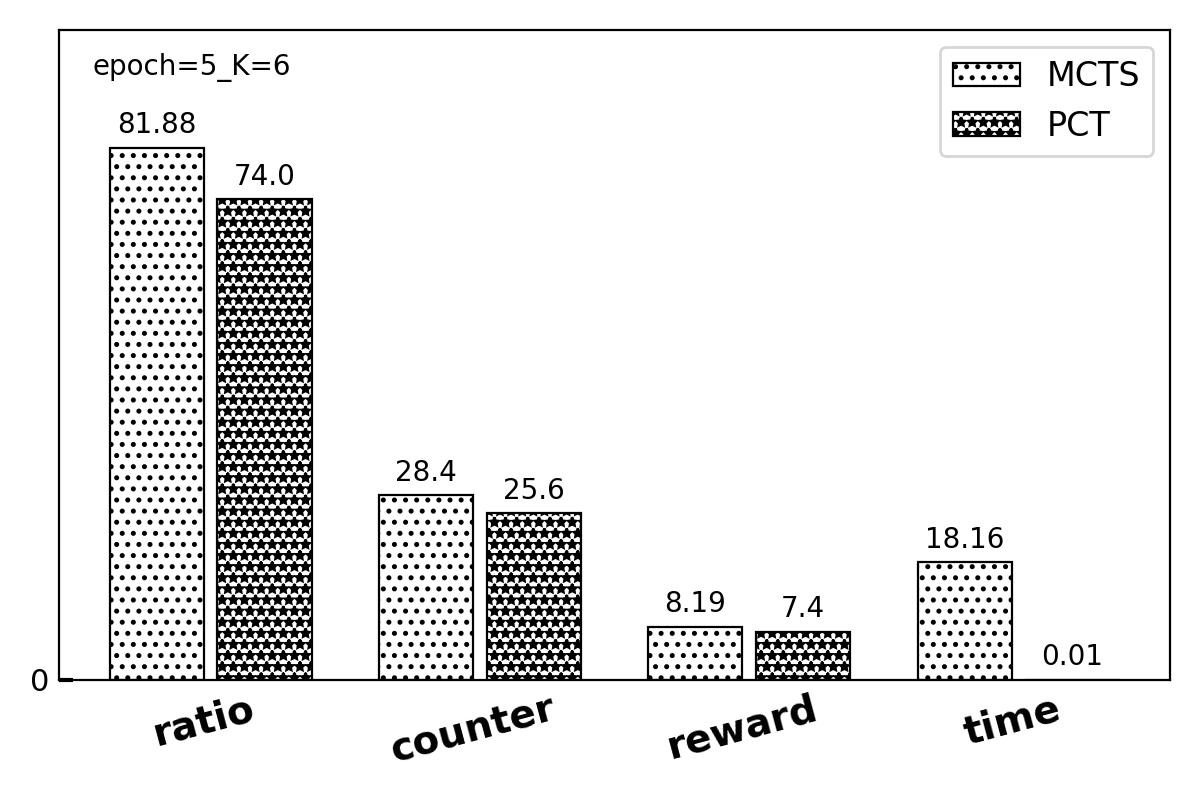 epoch=5_K=6
MCTS
PCT
81.88
74.0
28.4
25.6
8.19
7.4
18.16
0.01
0
ratio
counter
reward
time